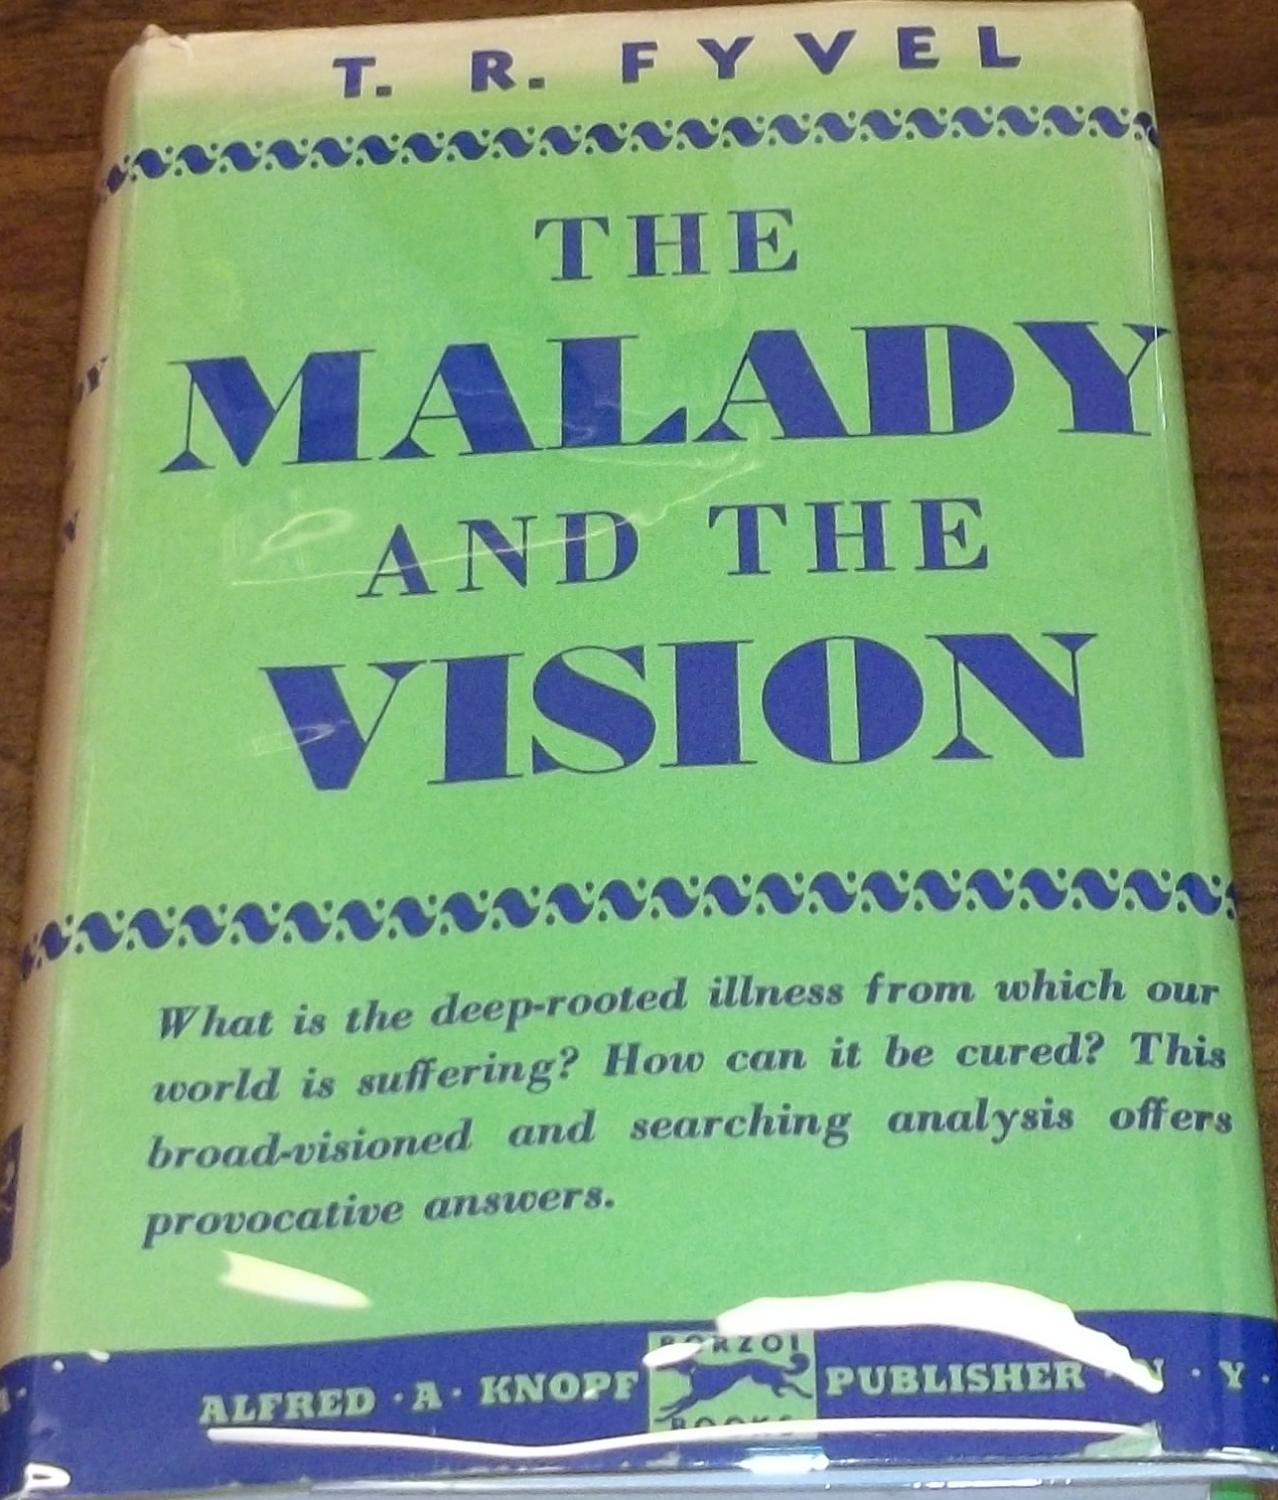 T. R. FYVEL
THE
MALADY
AND THE
VISION
What is the deep-rooted illness from which our
world is suffering? How can it be cured? This
broad-visioned and searching analysis offers
provocative answers.
BORZOI
ALFRED · A · KNOPF PUBLISHER · N · Y ·
BOOKS